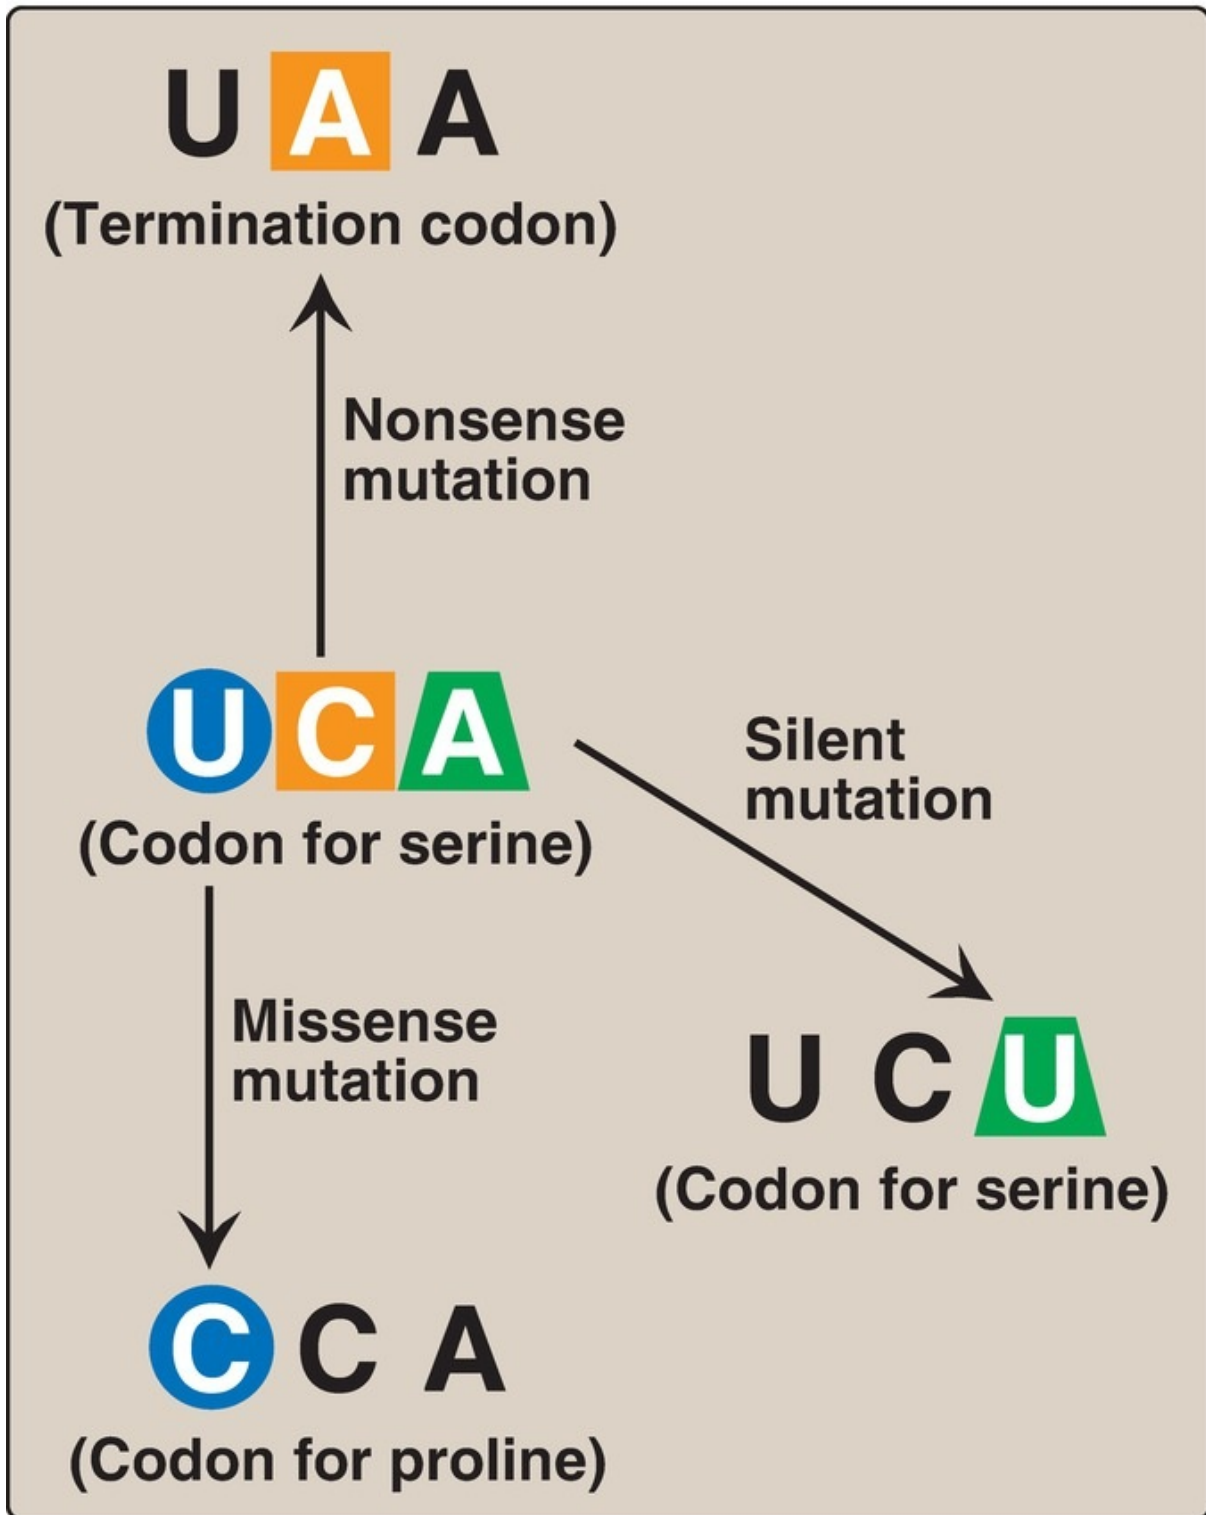 U A A
(Termination codon)
Nonsense
mutation
U C A
(Codon for serine)
Silent
mutation
Missense
mutation
U C U
(Codon for serine)
C C A
(Codon for proline)